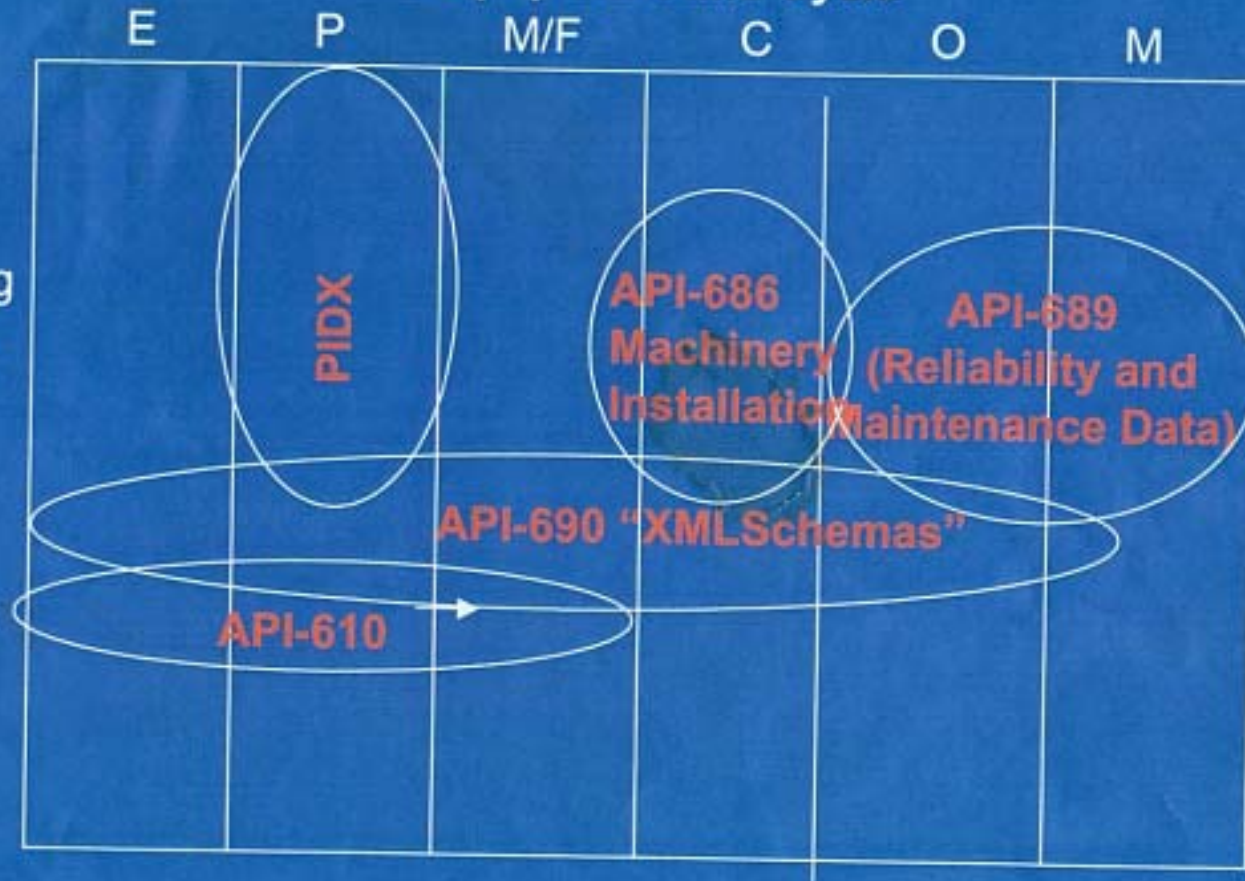 E P M/F C O M
g
PIDX
API-686
Machinery
Installation
API-689
(Reliability and
Maintenance Data)
API-690 “XMLSchemas”
API-610